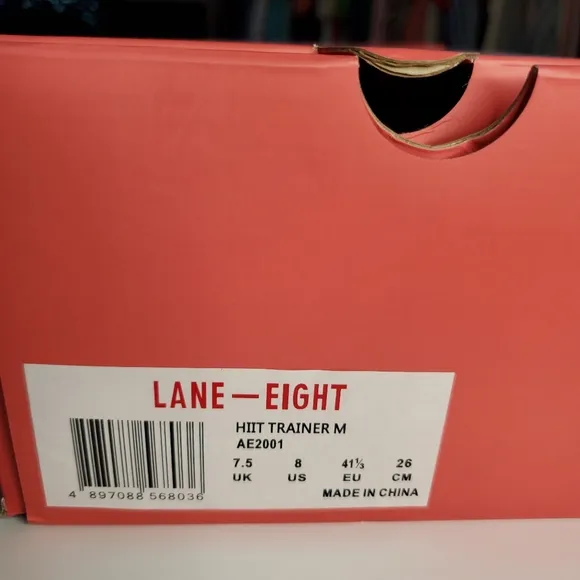 LANE—EIGHT
HIIT TRAINER M
AE2001
7.5 8 41⅓ 26
UK US EU CM
MADE IN CHINA
4 897088 568036